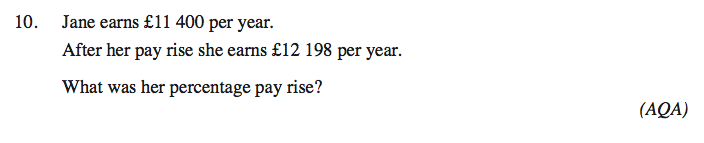 10. Jane earns £11 400 per year.
After her pay rise she earns £12 198 per year.
What was her percentage pay rise?
(AQA)